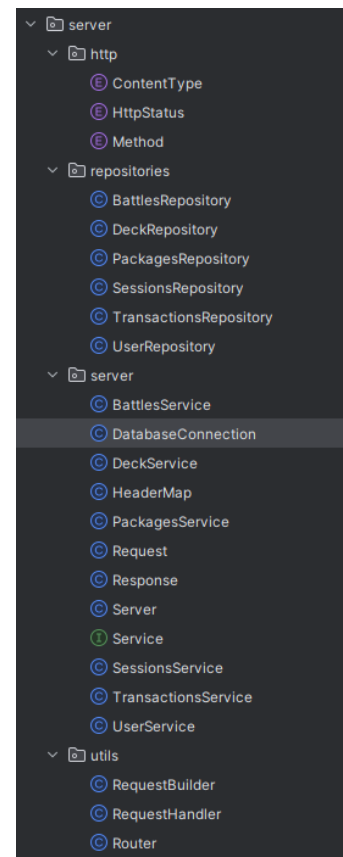 server
http
E ContentType
E HttpStatus
E Method
repositories
C BattlesRepository
C DeckRepository
C PackagesRepository
C SessionsRepository
C TransactionsRepository
C UserRepository
server
C BattlesService
C DatabaseConnection
C DeckService
C HeaderMap
C PackagesService
C Request
C Response
C Server
I Service
C SessionsService
C TransactionsService
C UserService
utils
C RequestBuilder
C RequestHandler
C Router